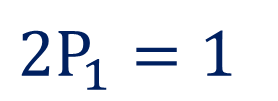 2P₁ = 1